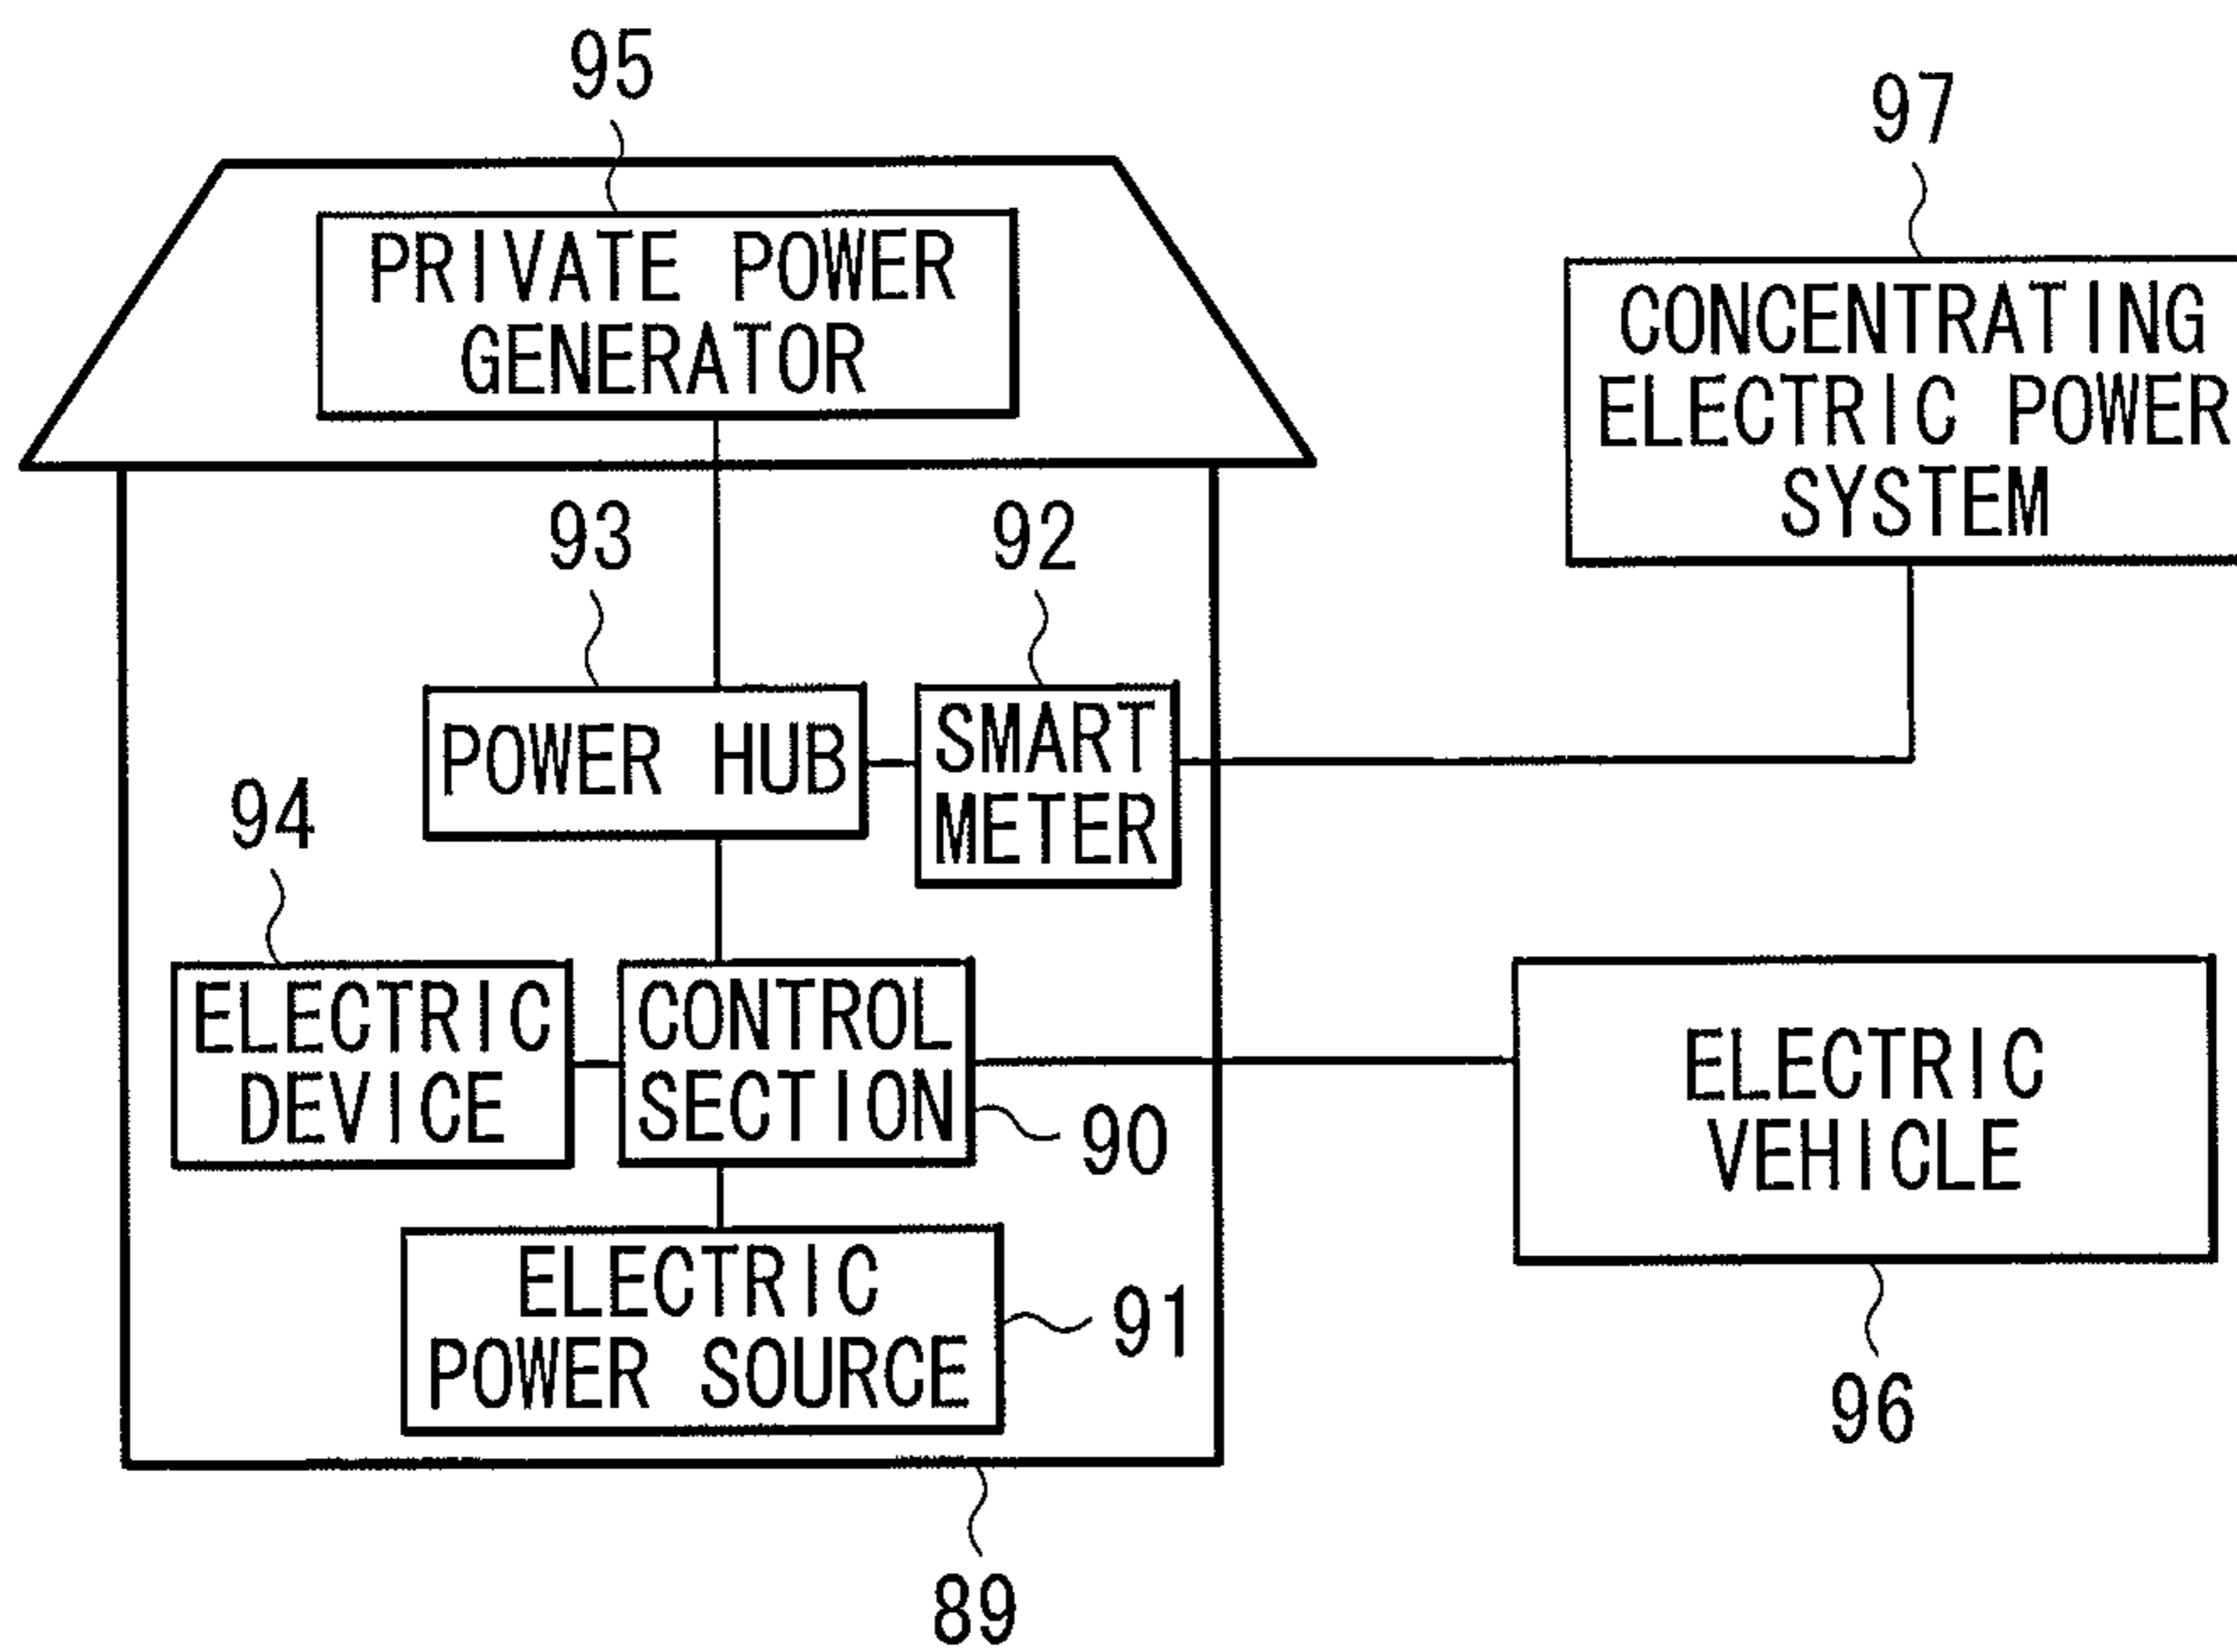 95
97
PRIVATE POWER
GENERATOR
CONCENTRATING
ELECTRIC POWER
SYSTEM
93
92
POWER HUB
SMART
METER
94
ELECTRIC
DEVICE
CONTROL
SECTION
90
ELECTRIC
VEHICLE
ELECTRIC
POWER SOURCE
91
96
89